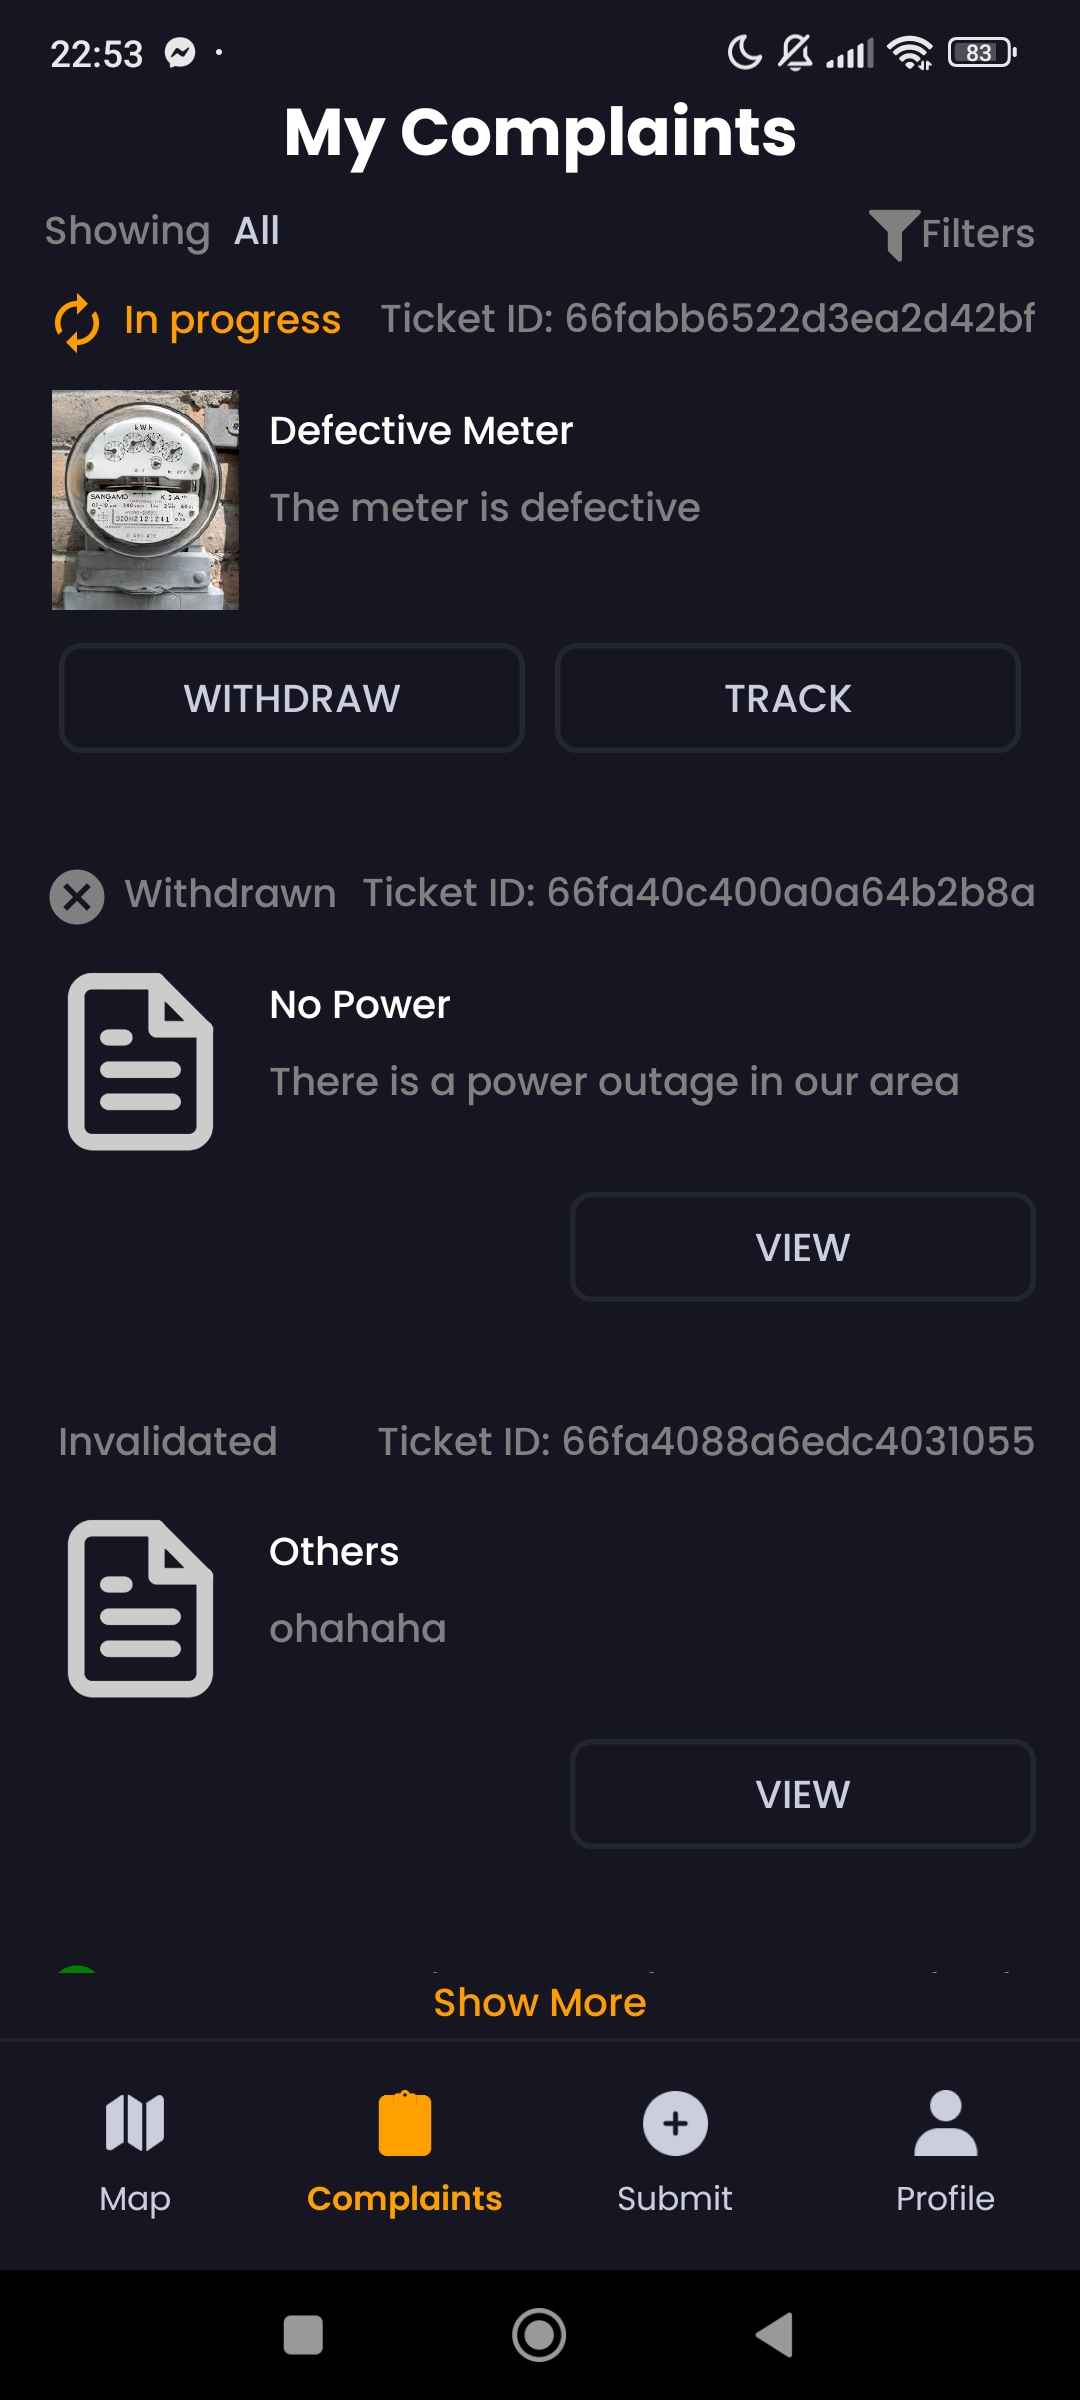 22:53
83
My Complaints
Showing All
Filters
In progress Ticket ID: 66fabb6522d3ea2d42bf
kWh
SANGAMO
Defective Meter
The meter is defective
WITHDRAW
TRACK
Withdrawn Ticket ID: 66fa40c400a0a64b2b8a
No Power
There is a power outage in our area
VIEW
Invalidated Ticket ID: 66fa4088a6edc4031055
Others
ohahaha
VIEW
Show More
Map
Complaints
Submit
Profile